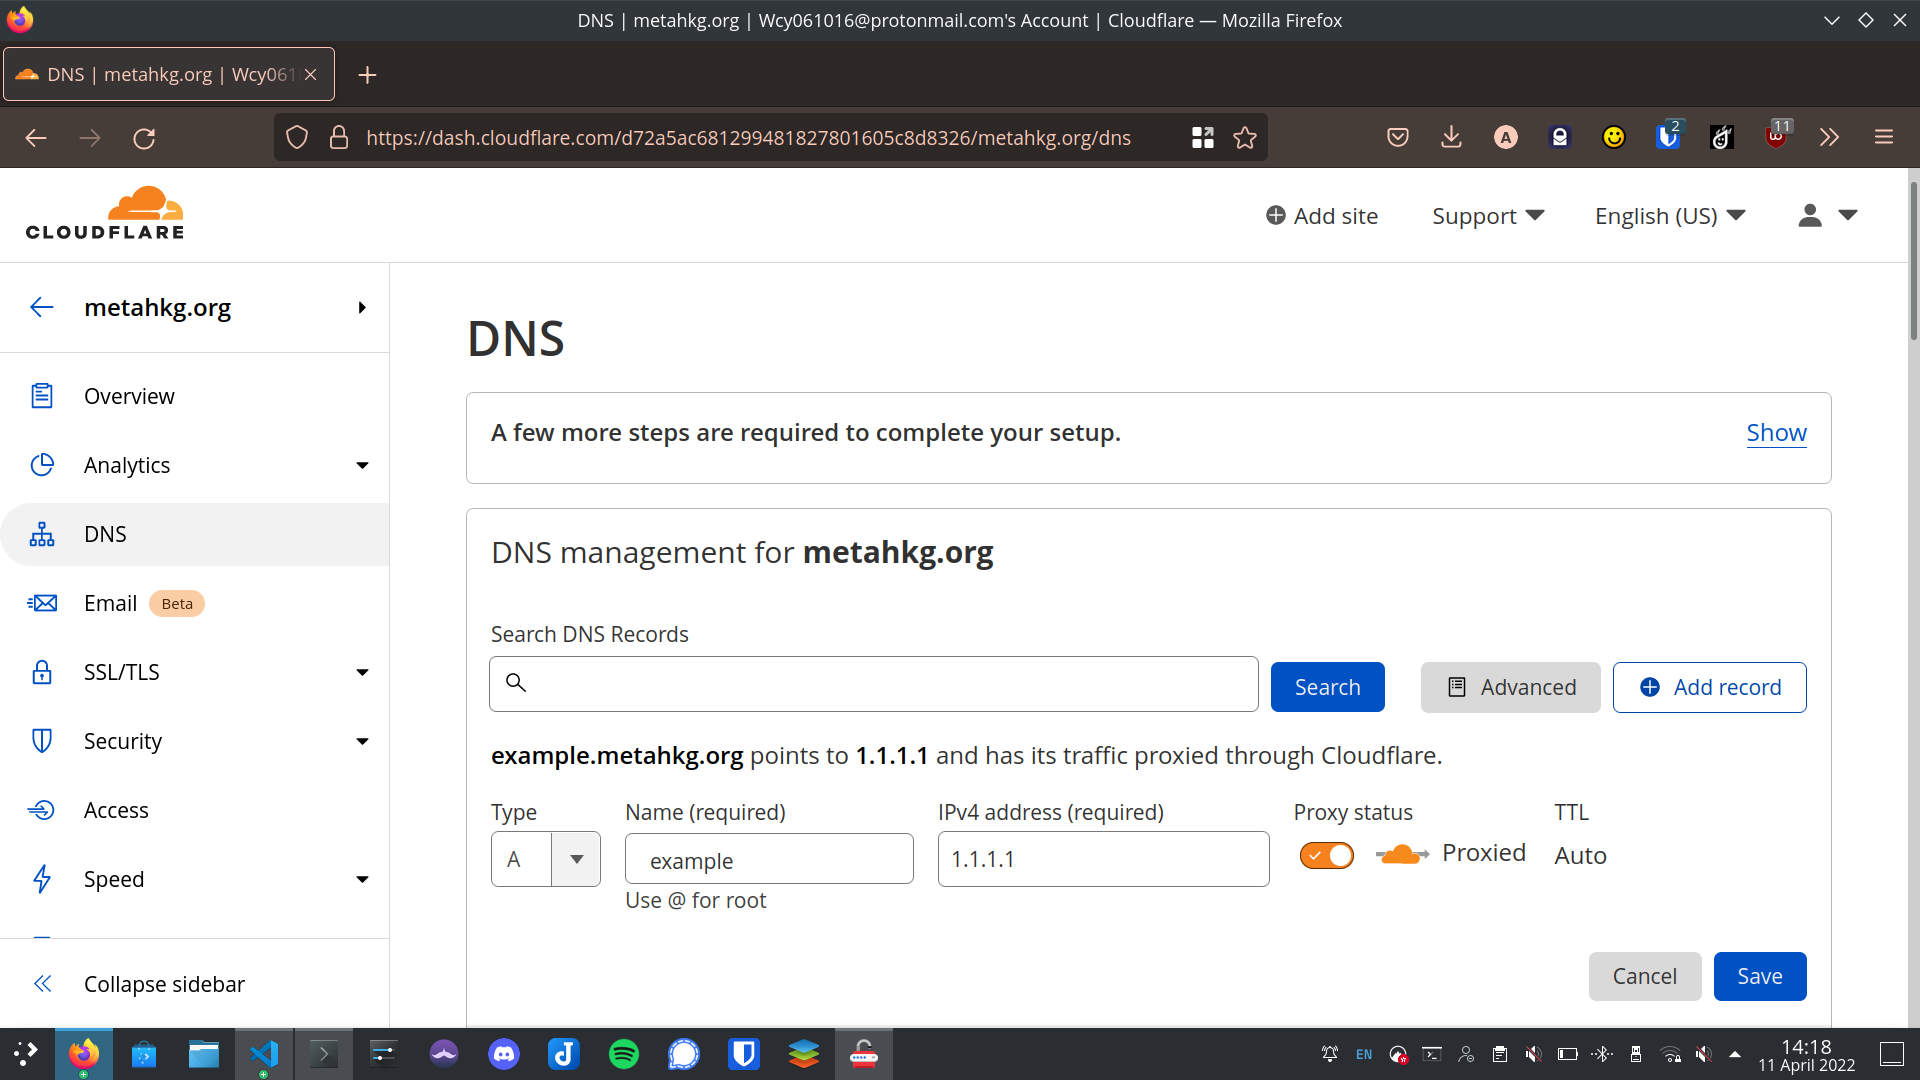 DNS | metahkg.org | Wcy061016@protonmail.com's Account | Cloudflare — Mozilla Firefox
DNS | metahkg.org | Wcy061
https://dash.cloudflare.com/d72a5ac681299481827801605c8d8326/metahkg.org/dns
A
2
11
CLOUDFLARE
Add site
Support
English (US)
metahkg.org
Overview
Analytics
DNS
Email Beta
SSL/TLS
Security
Access
Speed
Collapse sidebar
DNS
A few more steps are required to complete your setup.
Show
DNS management for metahkg.org
Search DNS Records
Search
Advanced
Add record
example.metahkg.org points to 1.1.1.1 and has its traffic proxied through Cloudflare.
Type
Name (required)
IPv4 address (required)
Proxy status
TTL
A
example
1.1.1.1
Proxied
Auto
Use @ for root
Cancel
Save
EN
14:18
11 April 2022